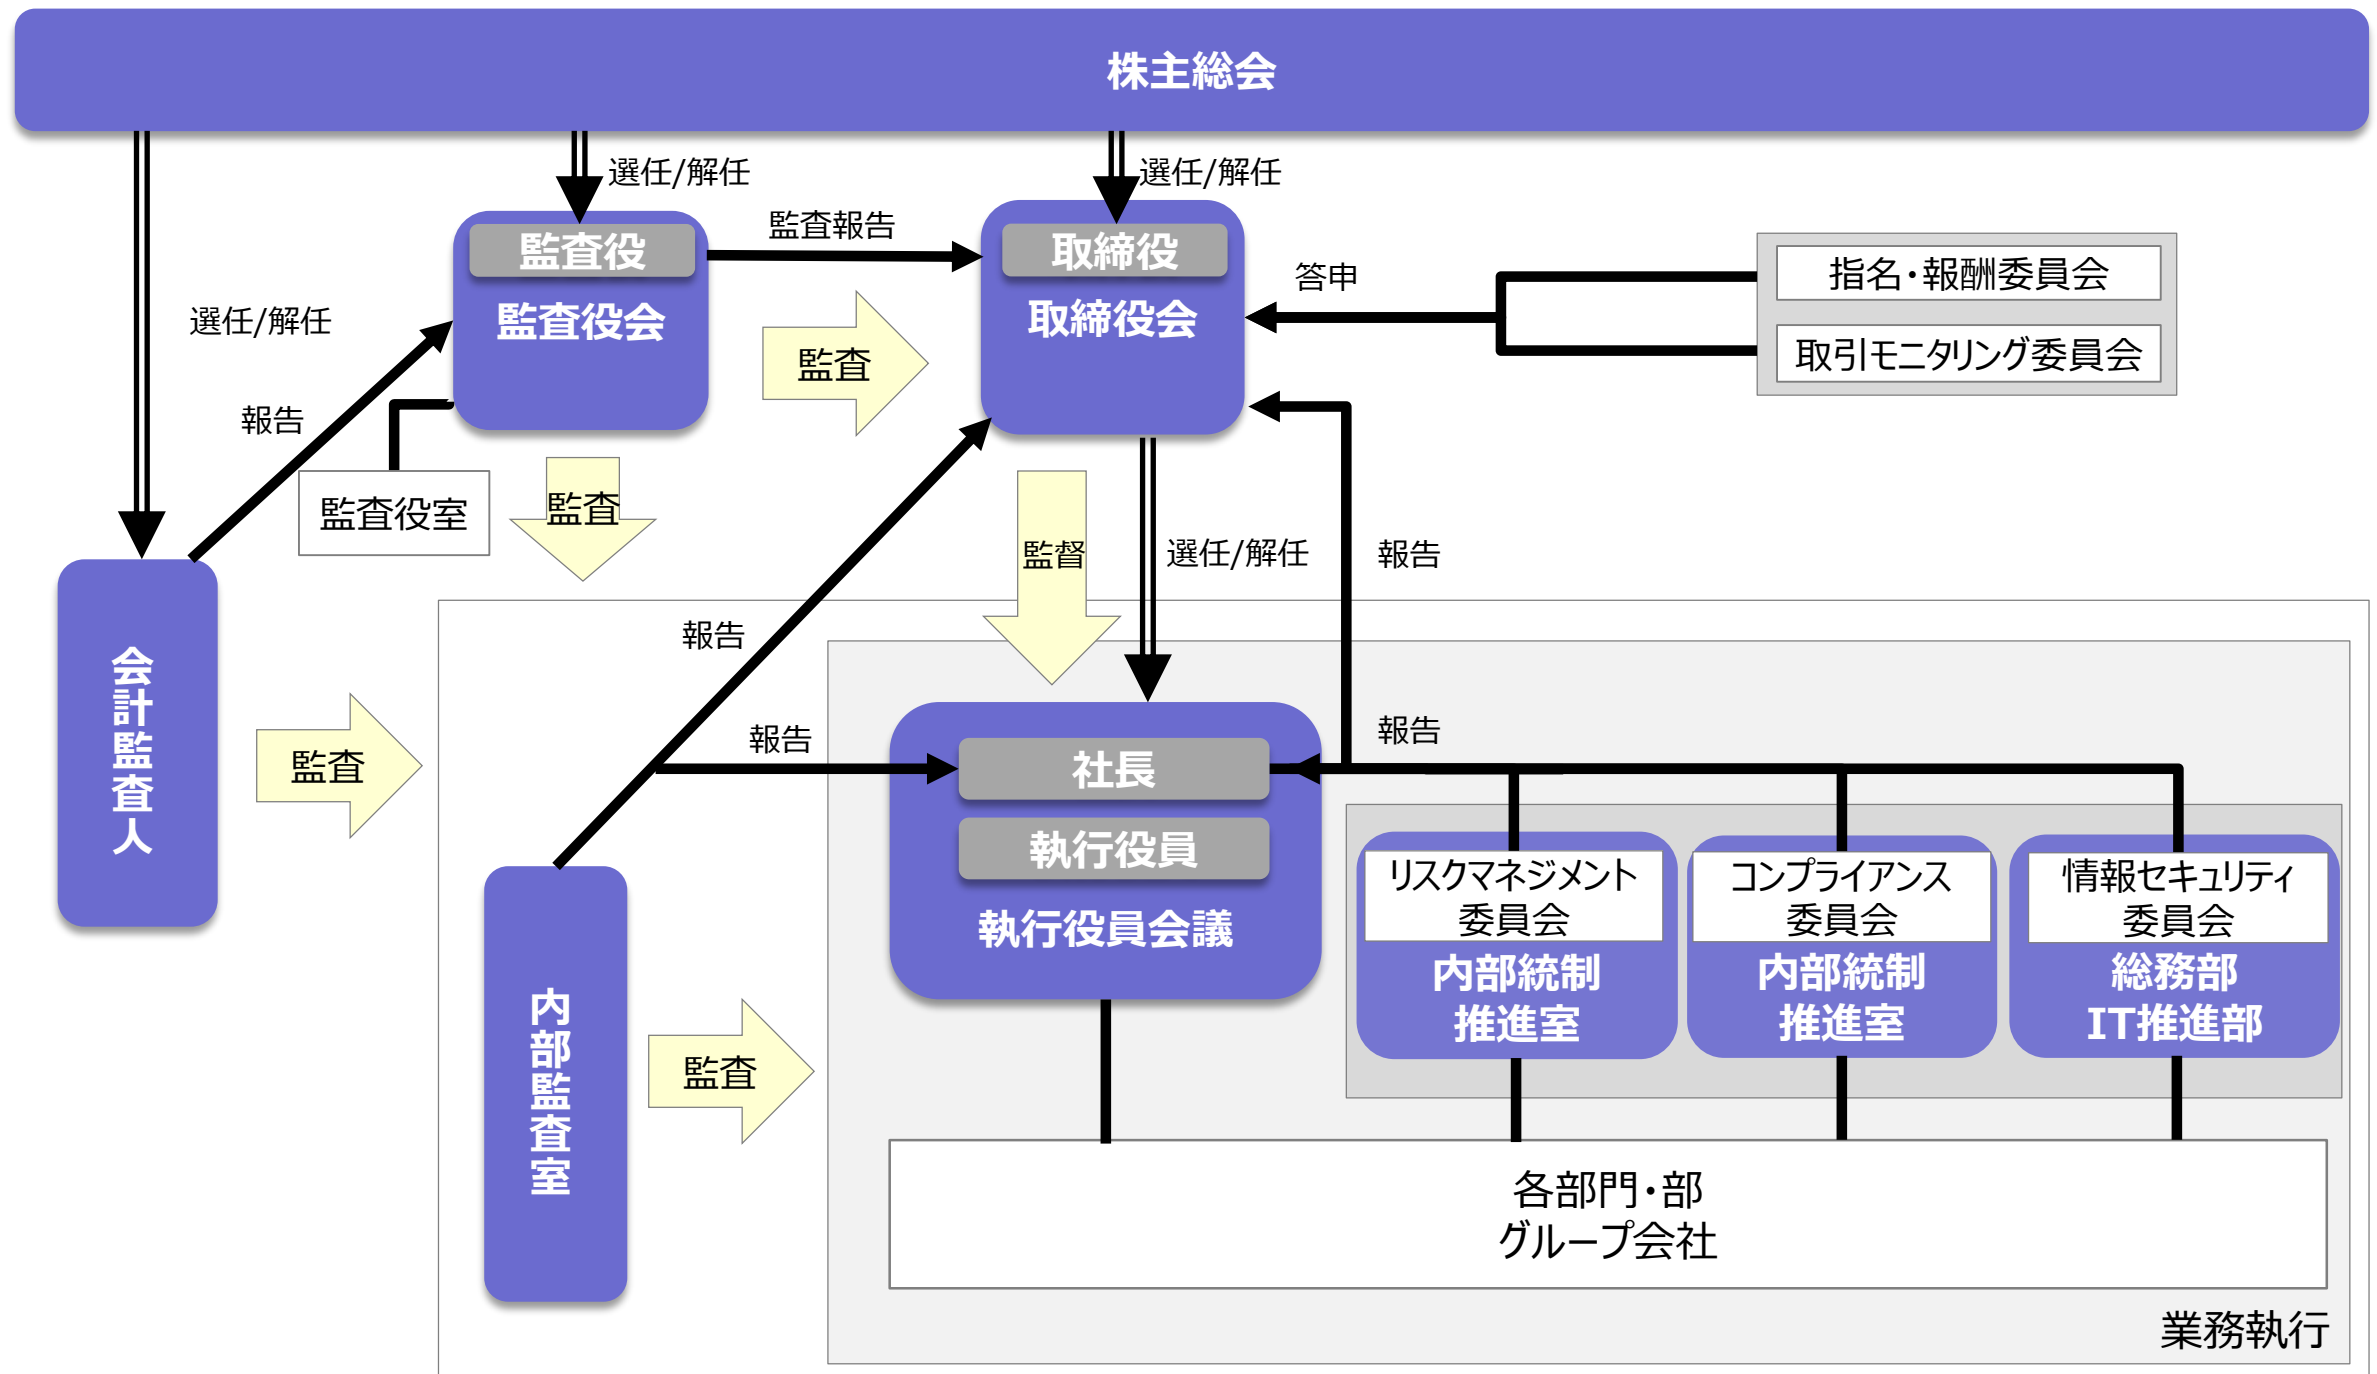 株主総会
選任/解任
選任/解任
監査役
監査報告
取締役
指名・報酬委員会
答申
選任/解任
監査役会
取締役会
監査
取引モニタリング委員会
報告
監査役室
監査
監督
選任/解任
報告
報告
会計監査人
監査
報告
社長
報告
執行役員
執行役員会議
リスクマネジメント
委員会
内部統制
推進室
コンプライアンス
委員会
内部統制
推進室
情報セキュリティ
委員会
総務部
IT推進部
内部監査室
監査
各部門・部
グループ会社
業務執行